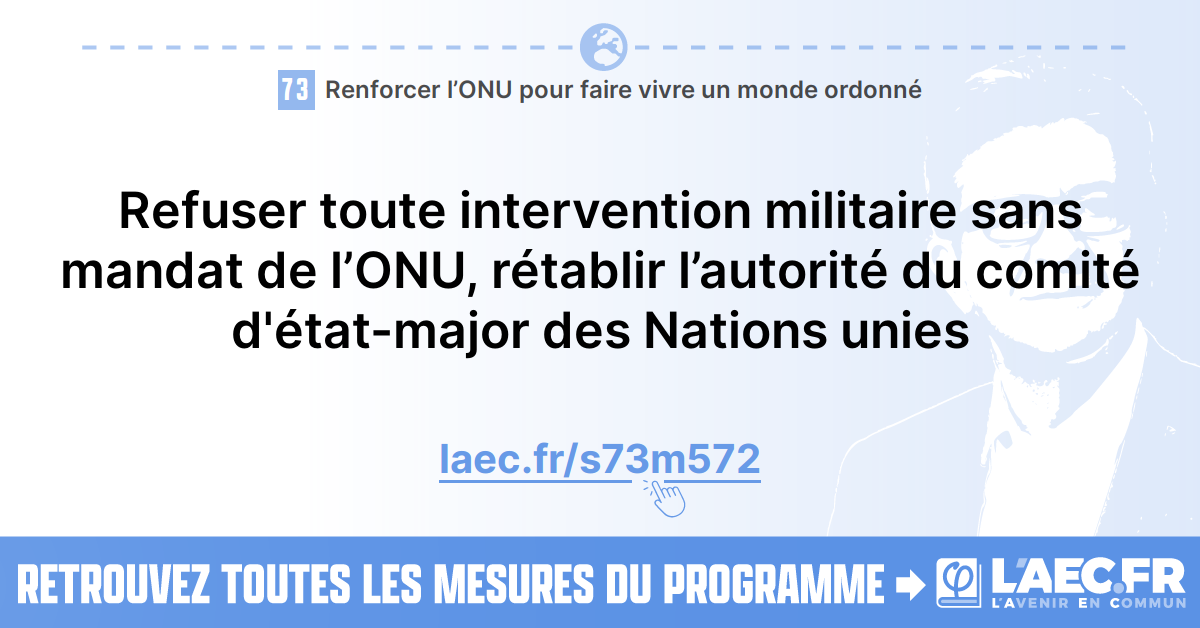 73 Renforcer l’ONU pour faire vivre un monde ordonné
Refuser toute intervention militaire sans
mandat de l’ONU, rétablir l’autorité du comité
d'état-major des Nations unies
laec.fr/s73m572
RETROUVEZ TOUTES LES MESURES DU PROGRAMME
L'AEC.FR
L'AVENIR EN COMMUN